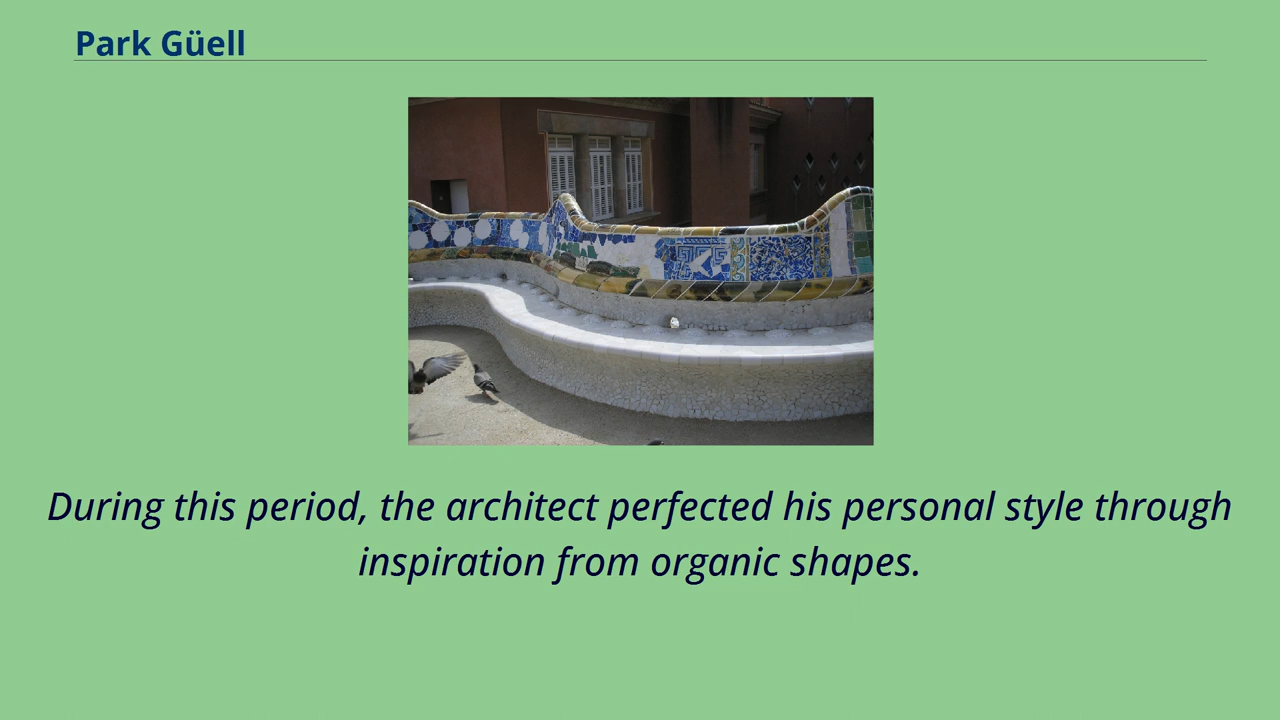 Park Güell
During this period, the architect perfected his personal style through
inspiration from organic shapes.